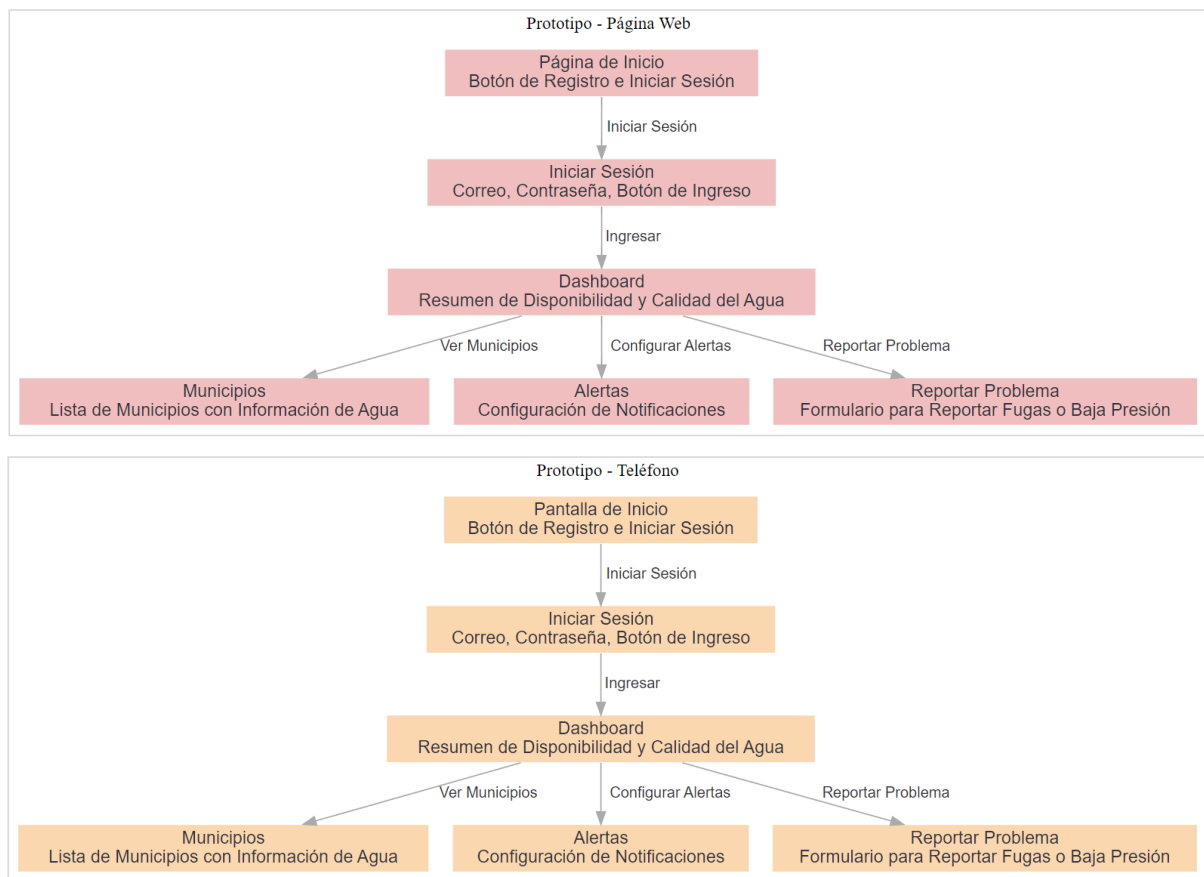 Prototipo - Página Web
Página de Inicio
Botón de Registro e Iniciar Sesión
Iniciar Sesión
Iniciar Sesión
Correo, Contraseña, Botón de Ingreso
Ingresar
Dashboard
Resumen de Disponibilidad y Calidad del Agua
Ver Municipios
Configurar Alertas
Reportar Problema
Municipios
Lista de Municipios con Información de Agua
Alertas
Configuración de Notificaciones
Reportar Problema
Formulario para Reportar Fugas o Baja Presión
Prototipo - Teléfono
Pantalla de Inicio
Botón de Registro e Iniciar Sesión
Iniciar Sesión
Iniciar Sesión
Correo, Contraseña, Botón de Ingreso
Ingresar
Dashboard
Resumen de Disponibilidad y Calidad del Agua
Ver Municipios
Configurar Alertas
Reportar Problema
Municipios
Lista de Municipios con Información de Agua
Alertas
Configuración de Notificaciones
Reportar Problema
Formulario para Reportar Fugas o Baja Presión